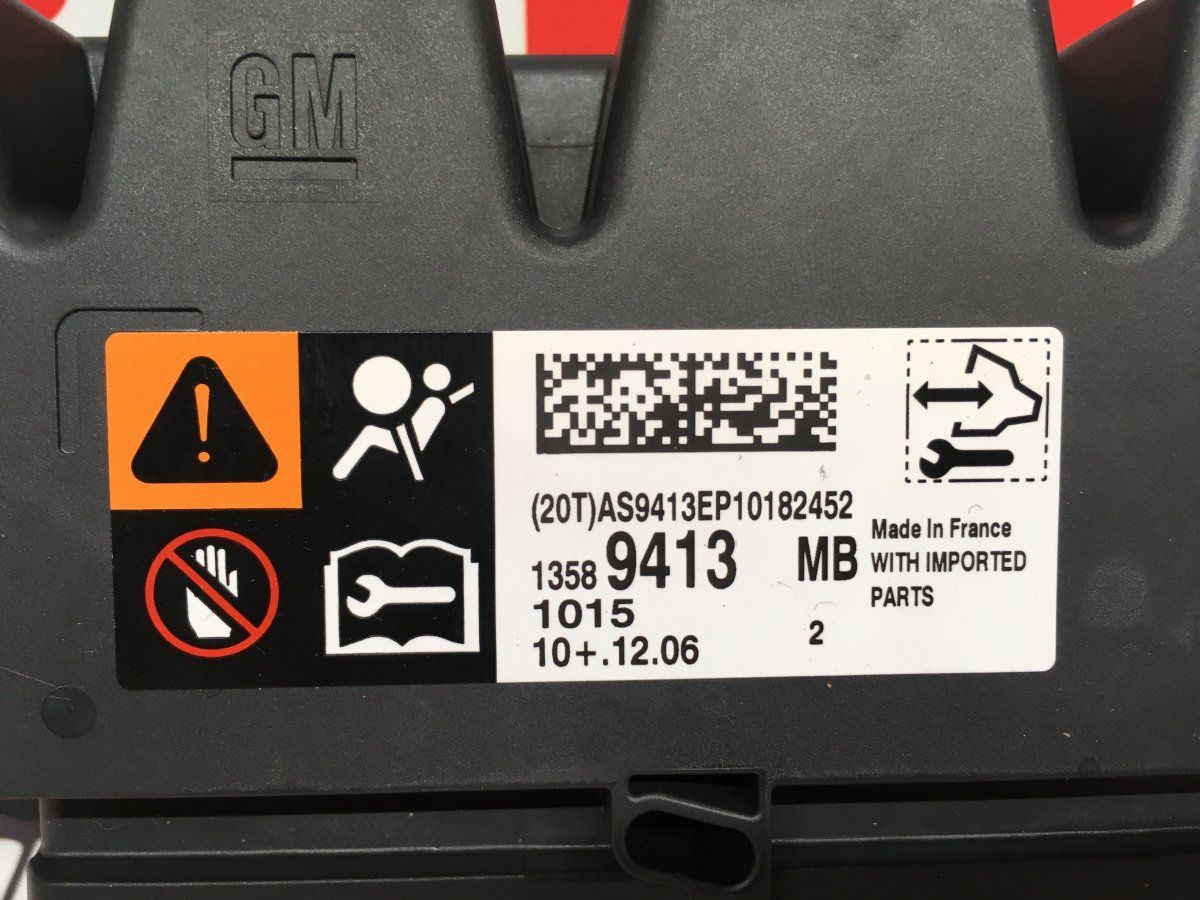 GM
(20T)AS9413EP10182452
1358 9413 MB
1015
10+.12.06
2
Made In France
WITH IMPORTED
PARTS